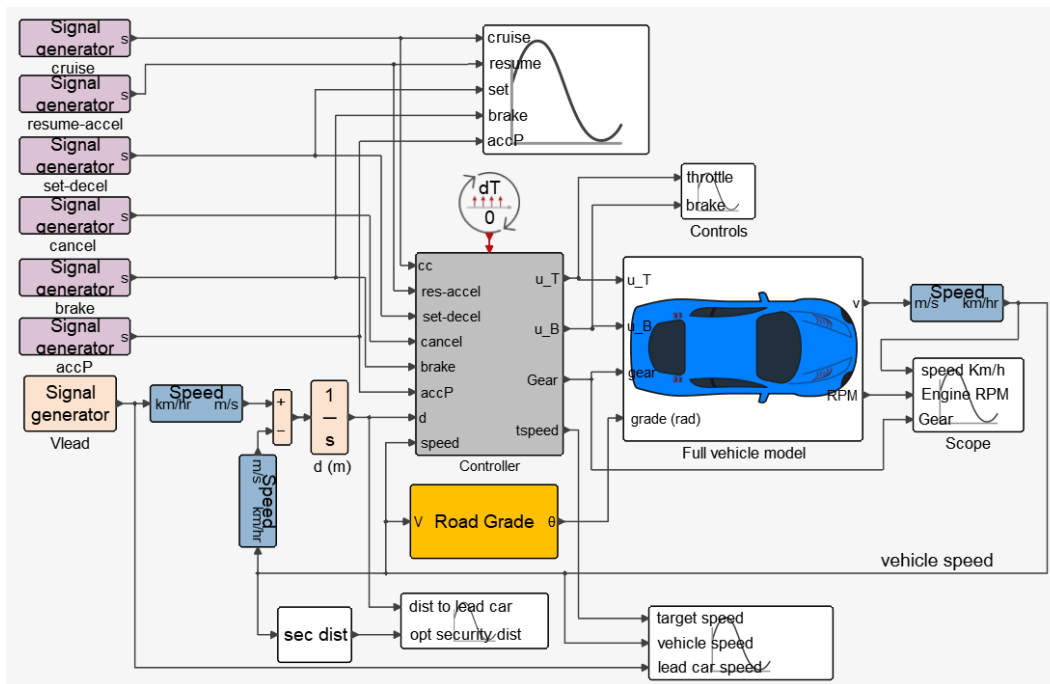 Signal
generator
s
cruise
Signal
generator
s
resume-accel
Signal
generator
s
set-decel
Signal
generator
s
cancel
Signal
generator
s
brake
Signal
generator
s
accP
Signal
generator
Vlead
Speed
km/hr m/s
+
−
1
s
d (m)
Speed
m/s km/hr
sec dist
cruise
resume
set
brake
accP
dT
0
throttle
brake
Controls
cc
res-accel
set-decel
cancel
brake
accP
d
speed
u_T
u_B
Gear
tspeed
Controller
u_T
u_B
gear
grade (rad)
v
RPM
Full vehicle model
Speed
m/s km/hr
speed Km/h
Engine RPM
Gear
Scope
V Road Grade θ
vehicle speed
dist to lead car
opt security dist
target speed
vehicle speed
lead car speed